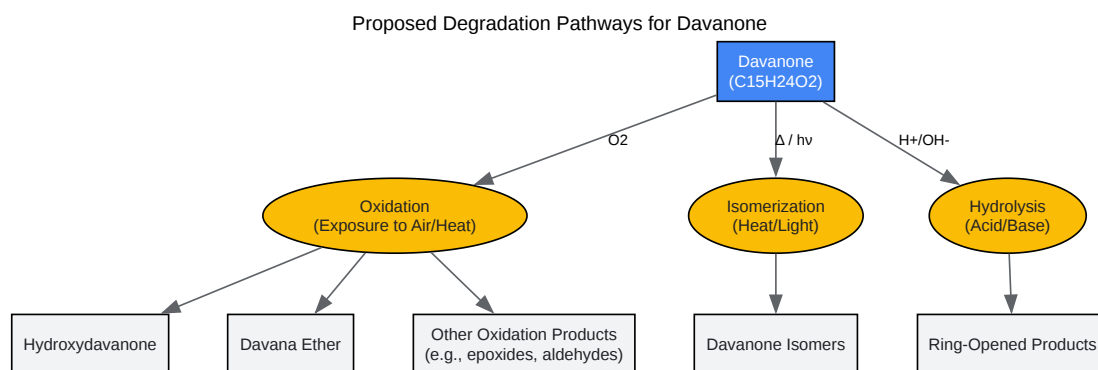 Proposed Degradation Pathways for Davanone
Davanone
(C15H24O2)
O2
Δ / hν
H+/OH-
Oxidation
(Exposure to Air/Heat)
Isomerization
(Heat/Light)
Hydrolysis
(Acid/Base)
Hydroxydavanone
Davana Ether
Other Oxidation Products
(e.g., epoxides, aldehydes)
Davanone Isomers
Ring-Opened Products